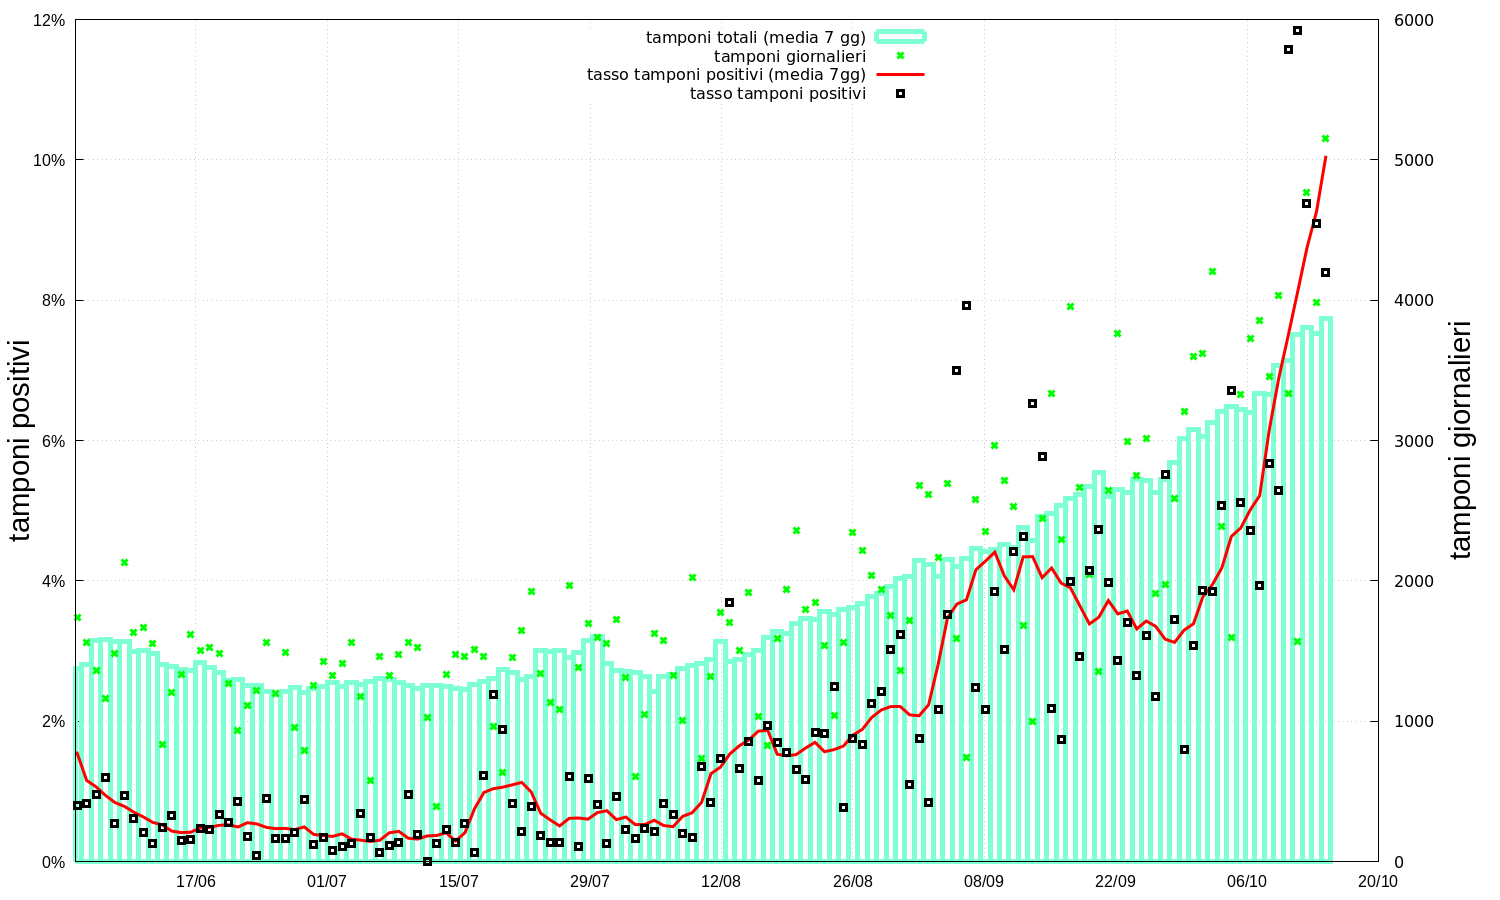 tamponi totali (media 7 gg)
tamponi giornalieri
tasso tamponi positivi (media 7gg)
tasso tamponi positivi
12%
10%
8%
6%
4%
2%
0%
tamponi positivi
6000
5000
4000
3000
2000
1000
0
tamponi giornalieri
17/06 01/07 15/07 29/07 12/08 26/08 08/09 22/09 06/10 20/10